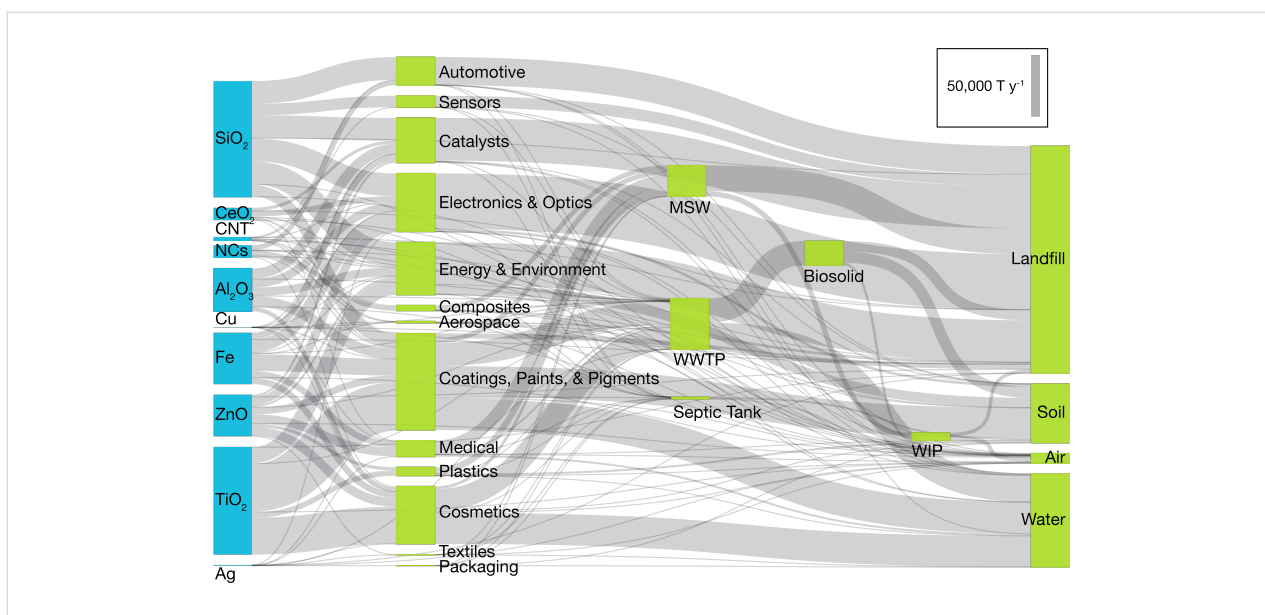 50,000 T y⁻¹
SiO₂
CeO₂
CNT
NCs
Al₂O₃
Cu
Fe
ZnO
TiO₂
Ag
Automotive
Sensors
Catalysts
Electronics & Optics
Energy & Environment
Composites
Aerospace
Coatings, Paints, & Pigments
Medical
Plastics
Cosmetics
Textiles
Packaging
MSW
WWTP
Septic Tank
Biosolid
WIP
Landfill
Soil
Air
Water